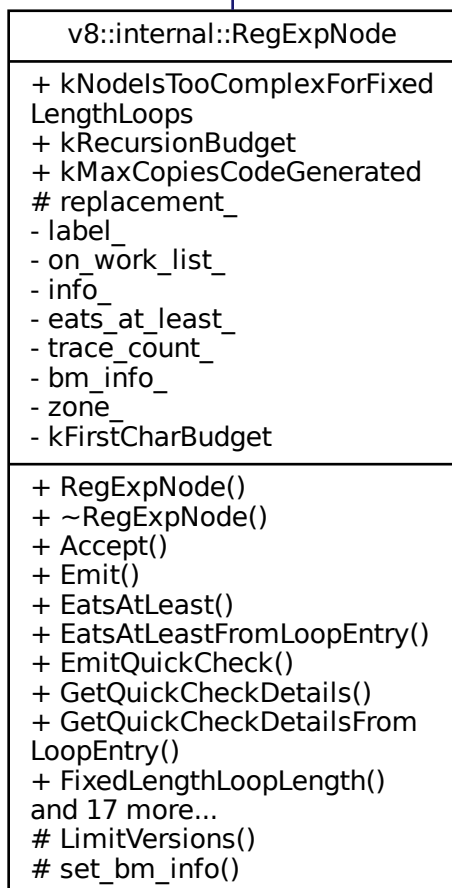 v8::internal::RegExpNode
+ kNodeIsTooComplexForFixed
LengthLoops
+ kRecursionBudget
+ kMaxCopiesCodeGenerated
# replacement_
- label_
- on_work_list_
- info_
- eats_at_least_
- trace_count_
- bm_info_
- zone_
- kFirstCharBudget
+ RegExpNode()
+ ~RegExpNode()
+ Accept()
+ Emit()
+ EatsAtLeast()
+ EatsAtLeastFromLoopEntry()
+ EmitQuickCheck()
+ GetQuickCheckDetails()
+ GetQuickCheckDetailsFrom
LoopEntry()
+ FixedLengthLoopLength()
and 17 more...
# LimitVersions()
# set_bm_info()